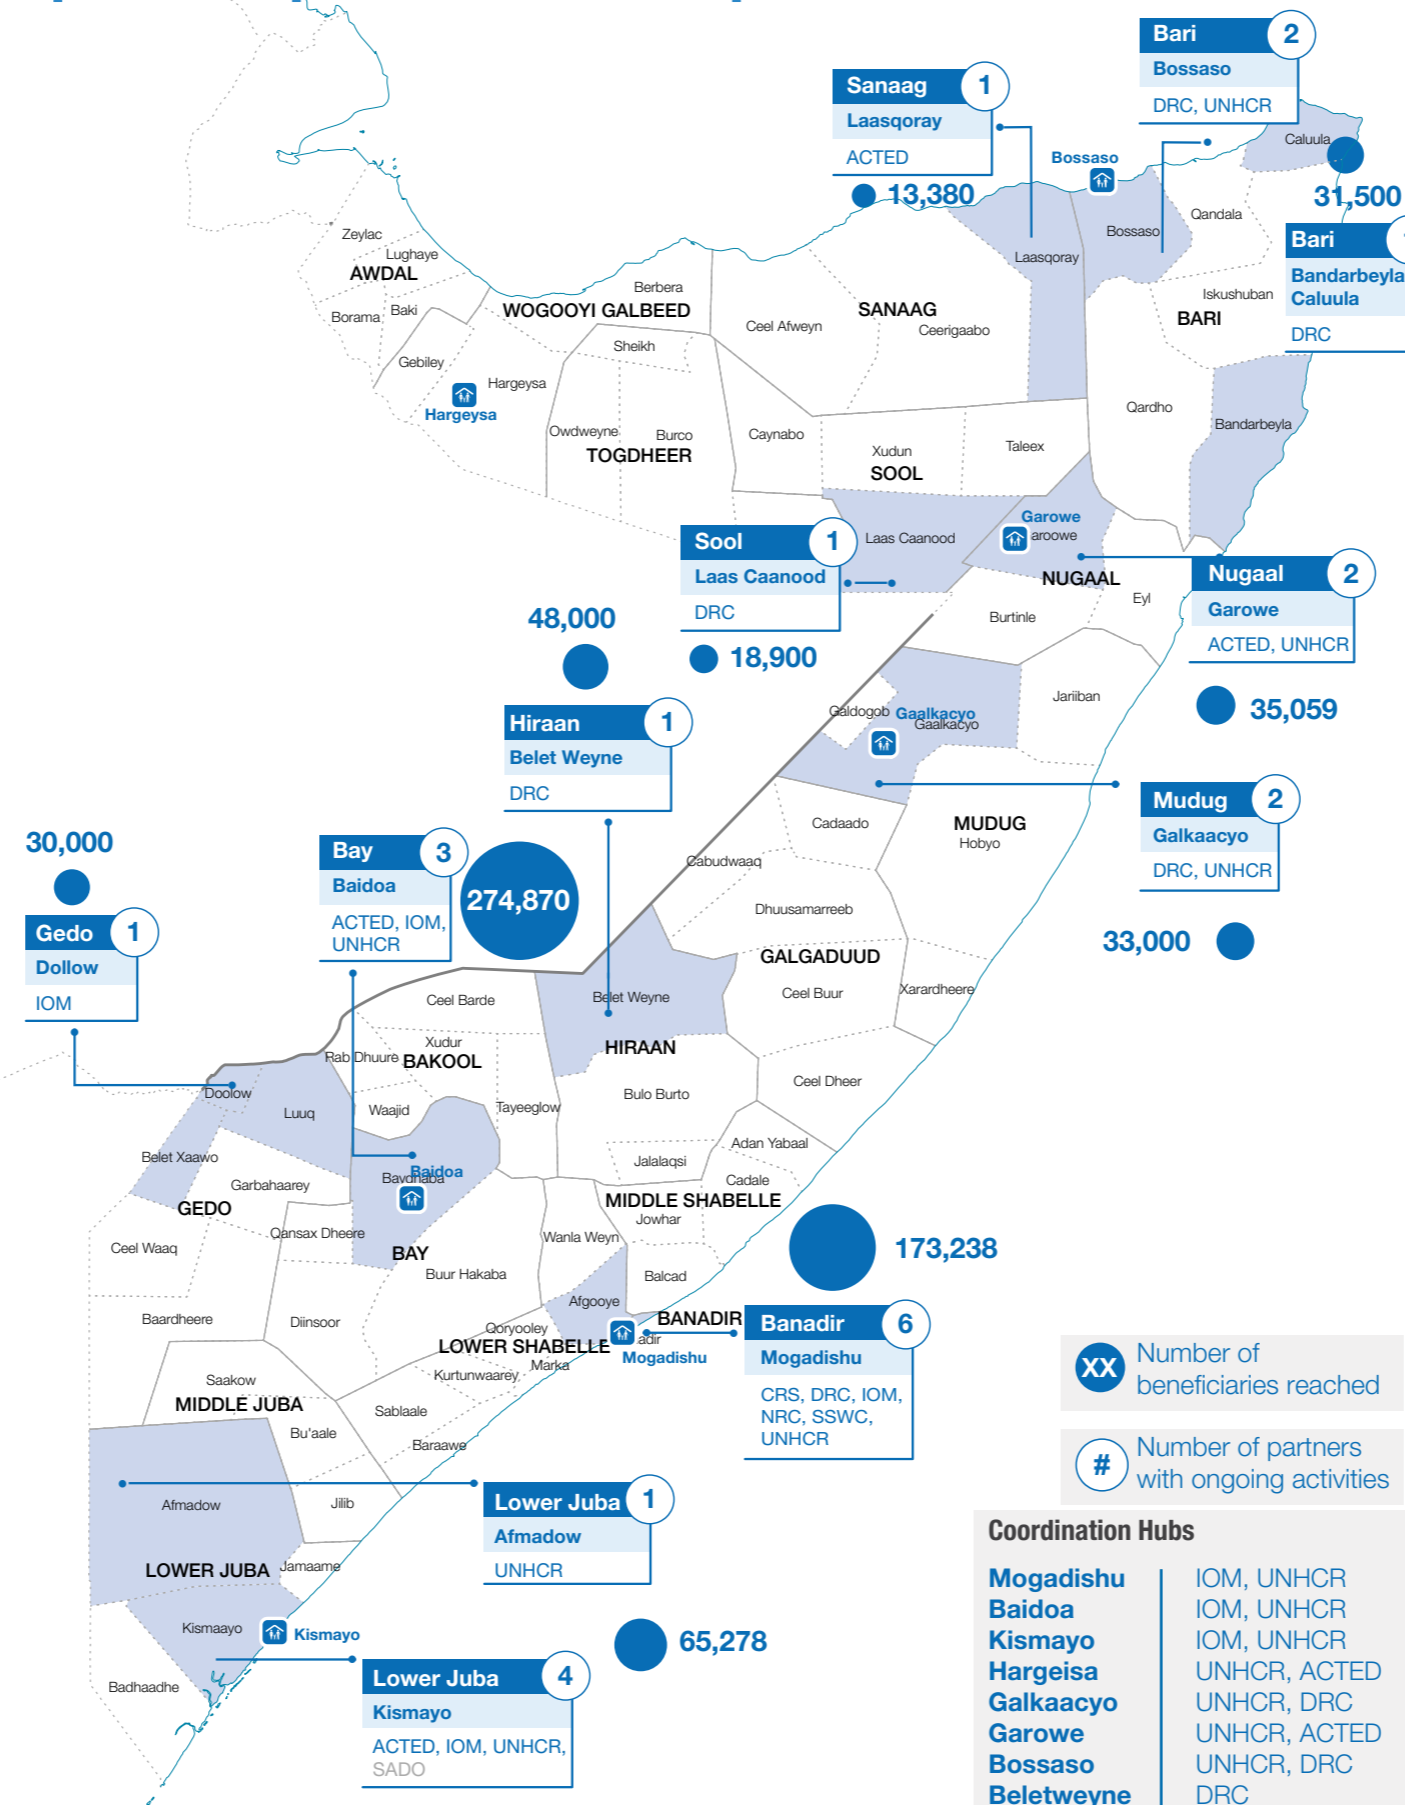 Bari 2
Bossaso
DRC, UNHCR
Sanaag 1
Laasqoray
ACTED
13,380
Bossaso
Caluula
31,500
Zeylac
Lughaye
AWDAL
Borama
Baki
Gebiley
Hargeysa
Hargeysa
WOGOOYI GALBEED
Berbera
Sheikh
Owdweyne
Burco
TOGDHEER
Ceel Afweyn
SANAAG
Ceerigaabo
Laasqoray
Bossaso
Qandala
Iskushuban
BARI
Bari
Bandarbeyla
Caluula
DRC
Qardho
Bandarbeyla
Caynabo
Xudun
SOOL
Taleex
Laas Caanood
Garowe
aroowe
NUGAAL
Eyl
Burtinle
Sool 1
Laas Caanood
DRC
18,900
Nugaal 2
Garowe
ACTED, UNHCR
35,059
48,000
Hiraan 1
Belet Weyne
DRC
Galdogob
Gaalkacyo
Gaalkacyo
Jariiban
Mudug 2
Galkaacyo
DRC, UNHCR
33,000
Cadaado
MUDUG
Hobyo
Cabudwaaq
Dhuusamarreeb
GALGADUUD
Ceel Buur
Xarardheere
Ceel Dheer
30,000
Gedo 1
Dollow
IOM
Bay 3
Baidoa
ACTED, IOM,
UNHCR
274,870
Ceel Barde
Belet Weyne
HIRAAN
Rab Dhuure
Xudur
BAKOOL
Waajid
Tayeeglow
Bulo Burto
Jalalaqsi
Adan Yabaal
Cadale
MIDDLE SHABELLE
Jowhar
Doolow
Luuq
Belet Xaawo
Garbahaarey
GEDO
Ceel Waaq
Baardheere
Baidoa
Baydhaba
Qansax Dheere
BAY
Buur Hakaba
Diinsoor
Wanla Weyn
Balcad
Afgooye
BANADIR
adir
Mogadishu
Qoryooley
LOWER SHABELLE
Marka
Kurtunwaarey
Sablaale
Baraawe
173,238
Banadir 6
Mogadishu
CRS, DRC, IOM,
NRC, SSWC,
UNHCR
Saakow
MIDDLE JUBA
Bu'aale
Jilib
Afmadow
LOWER JUBA
Jamaame
Kismaayo
Kismayo
Badhaadhe
Lower Juba 1
Afmadow
UNHCR
65,278
Lower Juba 4
Kismayo
ACTED, IOM, UNHCR,
SADO
XX Number of
beneficiaries reached
# Number of partners
with ongoing activities
Coordination Hubs
Mogadishu IOM, UNHCR
Baidoa IOM, UNHCR
Kismayo IOM, UNHCR
Hargeisa UNHCR, ACTED
Galkaacyo UNHCR, DRC
Garowe UNHCR, ACTED
Bossaso UNHCR, DRC
Beletweyne DRC